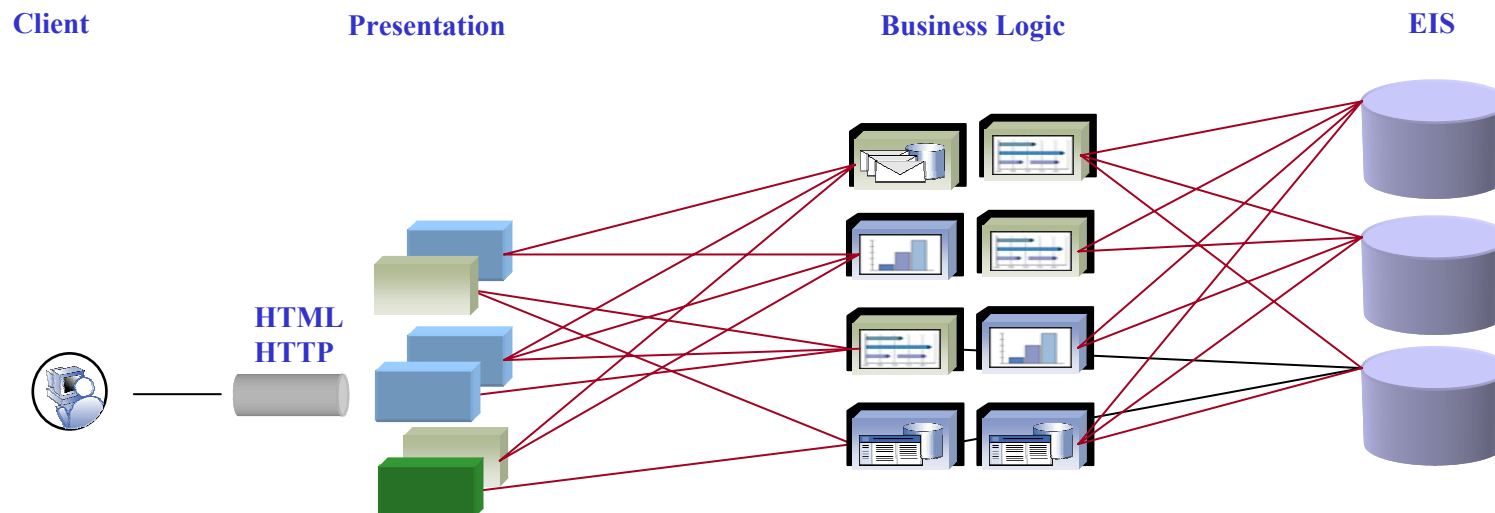 Client
Presentation
Business Logic
EIS
HTML
HTTP